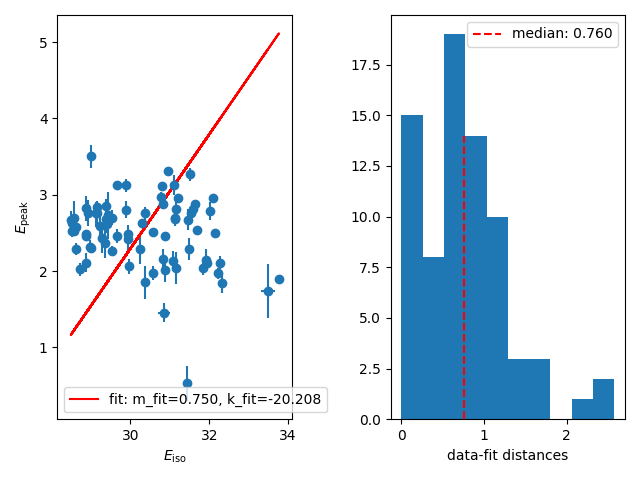 5
4
3
2
1
E_peak
30 32 34
E_iso
fit: m_fit=0.750, k_fit=-20.208
17.5
15.0
12.5
10.0
7.5
5.0
2.5
0.0
0 1 2
data-fit distances
median: 0.760